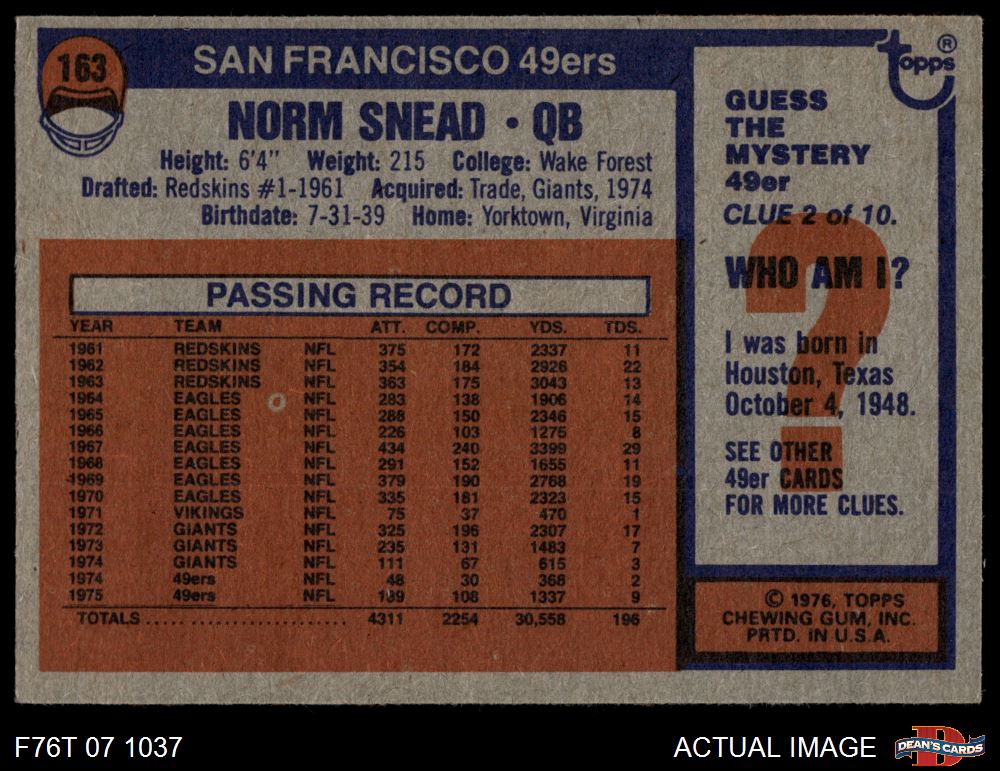 163
SAN FRANCISCO 49ers
NORM SNEAD • QB
Height: 6'4" Weight: 215 College: Wake Forest
Drafted: Redskins #1-1961 Acquired: Trade, Giants, 1974
Birthdate: 7-31-39 Home: Yorktown, Virginia
PASSING RECORD
YEAR TEAM ATT. COMP. YDS. TDS.
1961 REDSKINS NFL 375 172 2337 11
1962 REDSKINS NFL 354 184 2926 22
1963 REDSKINS NFL 363 175 3043 13
1964 EAGLES NFL 283 138 1906 14
1965 EAGLES NFL 288 150 2346 15
1966 EAGLES NFL 226 103 1275 8
1967 EAGLES NFL 434 240 3399 29
1968 EAGLES NFL 291 152 1655 11
1969 EAGLES NFL 379 190 2768 19
1970 EAGLES NFL 335 181 2323 15
1971 VIKINGS NFL 75 37 470 1
1972 GIANTS NFL 325 196 2307 17
1973 GIANTS NFL 235 131 1483 7
1974 GIANTS NFL 111 67 615 3
1974 49ers NFL 48 30 368 2
1975 49ers NFL 189 108 1337 9
TOTALS ........................ 4311 2254 30,558 196
topps®
GUESS
THE
MYSTERY
49er
CLUE 2 of 10.
?
WHO AM I?
I was born in
Houston, Texas
October 4, 1948.
SEE OTHER
49er CARDS
FOR MORE CLUES.
© 1976, TOPPS
CHEWING GUM, INC.
PRTD. IN U.S.A.
F76T 07 1037
ACTUAL IMAGE
DEAN'S CARDS